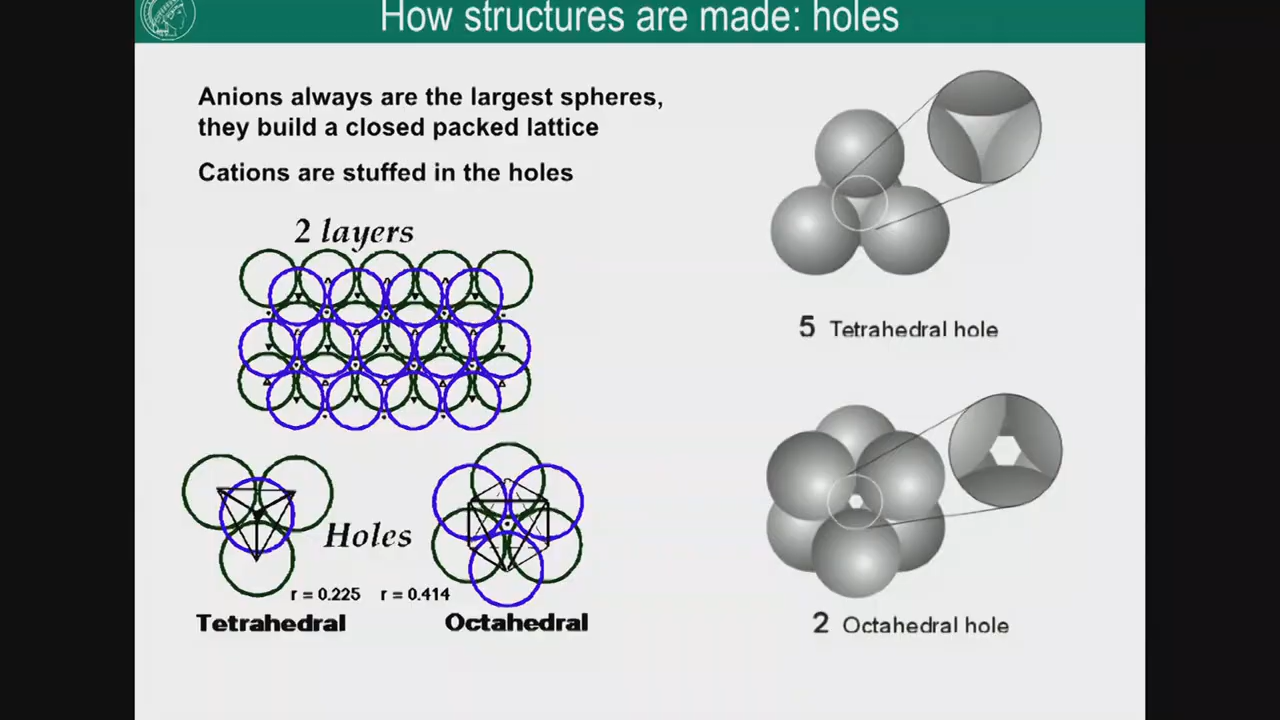 How structures are made: holes
Anions always are the largest spheres,
they build a closed packed lattice
Cations are stuffed in the holes
2 layers
Holes
r = 0.225 r = 0.414
Tetrahedral
Octahedral
5 Tetrahedral hole
2 Octahedral hole